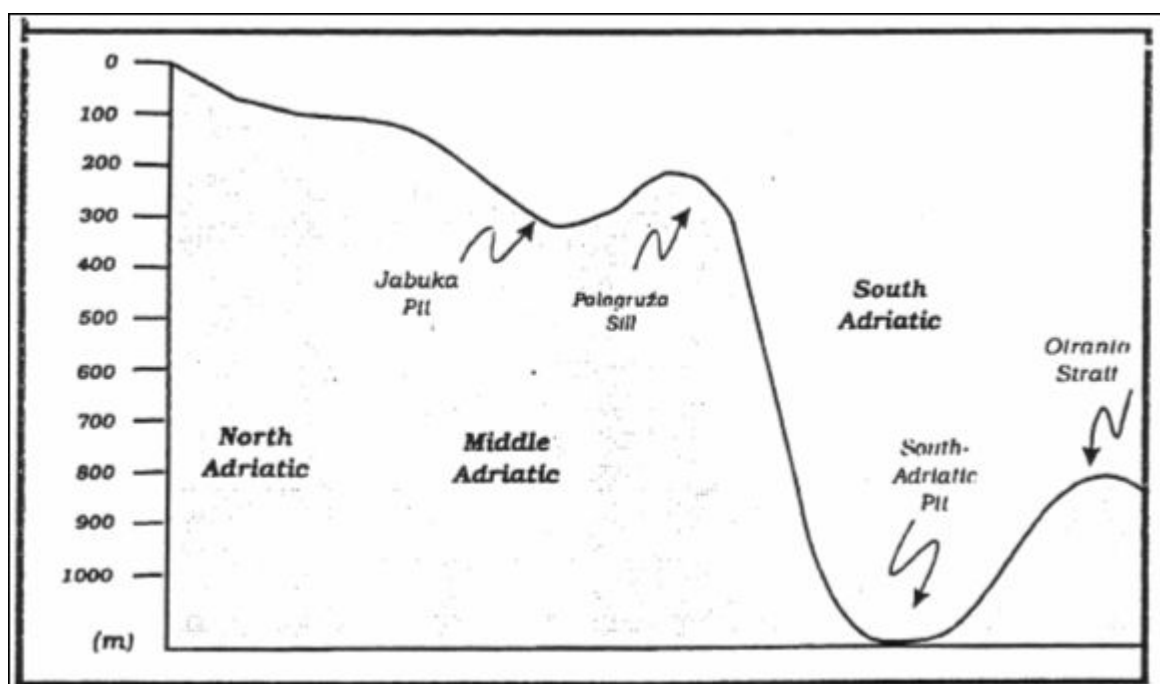 0
100
200
300
400
500
600
700
800
900
1000
(m)
North
Adriatic
Middle
Adriatic
South
Adriatic
Jabuka
Pit
Palagruža
Sill
South-
Adriatic
Pit
Otranto
Strait